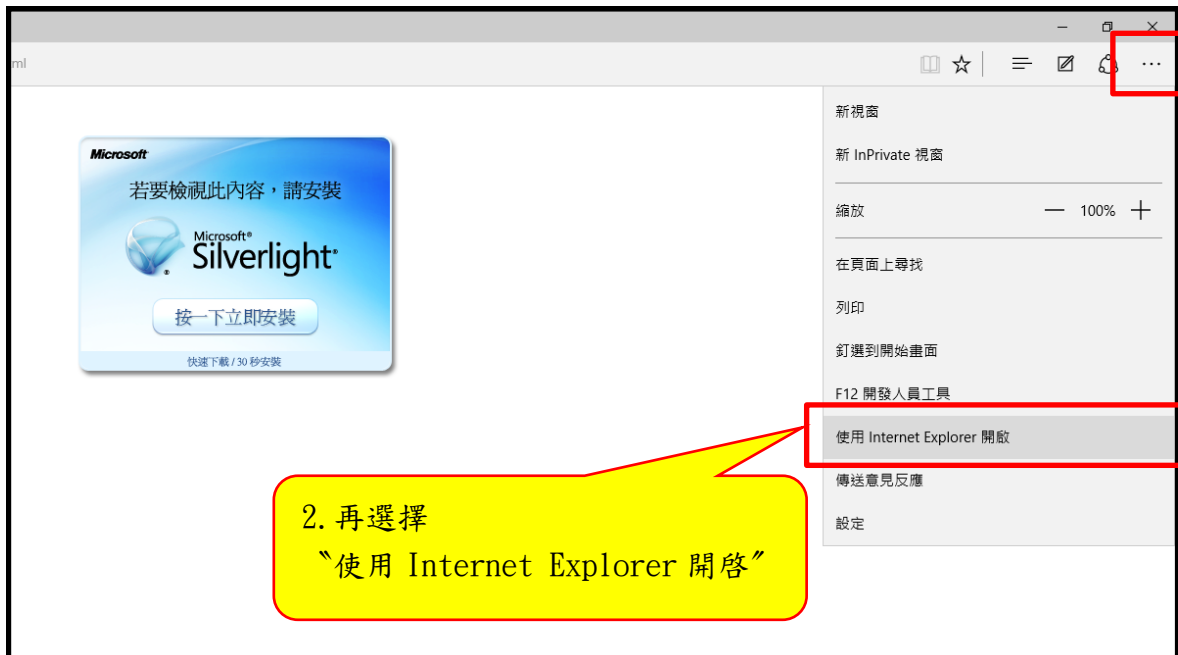 ml
新視窗
新 InPrivate 視窗
縮放
100%
在頁面上尋找
列印
釘選到開始畫面
F12 開發人員工具
使用 Internet Explorer 開啟
傳送意見反應
設定
Microsoft
若要檢視此內容，請安裝
Microsoft®
Silverlight®
按一下立即安裝
快速下載 / 30 秒安裝
2.再選擇
〝使用 Internet Explorer 開啓〞